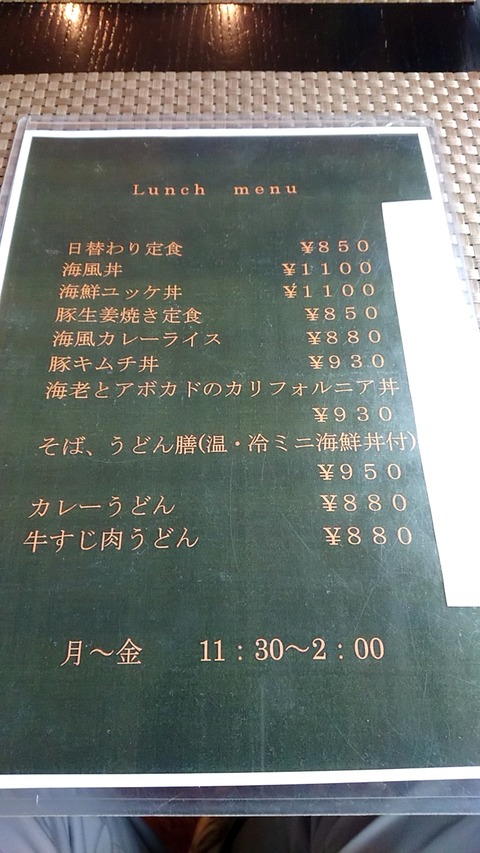 Lunch menu
日替わり定食 ¥850
海風丼 ¥1100
海鮮ユッケ丼 ¥1100
豚生姜焼き定食 ¥850
海風カレーライス ¥880
豚キムチ丼 ¥930
海老とアボカドのカリフォルニア丼
¥930
そば、うどん膳(温・冷ミニ海鮮丼付)
¥950
カレーうどん ¥880
牛すじ肉うどん ¥880
月～金 11：30～2：00